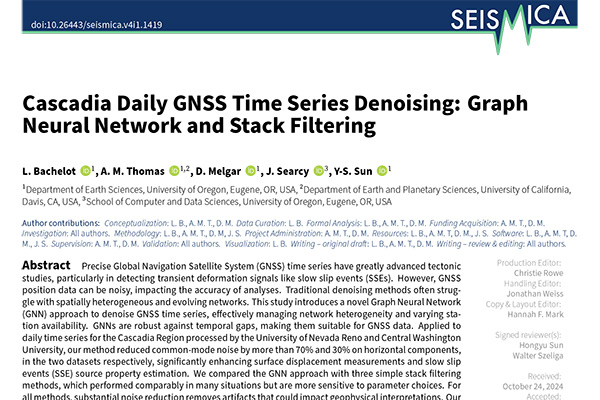 doi:10.26443/seismica.v4i1.1419
SEISMICA
Cascadia Daily GNSS Time Series Denoising: Graph
Neural Network and Stack Filtering
L. Bachelot iD 1, A. M. Thomas iD 1,2, D. Melgar iD 1, J. Searcy iD 3, Y-S. Sun iD 1
1Department of Earth Sciences, University of Oregon, Eugene, OR, USA, 2Department of Earth and Planetary Sciences, University of California,
Davis, CA, USA, 3School of Computer and Data Sciences, University of Oregon, Eugene, OR, USA
Author contributions: Conceptualization: L. B., A. M. T., D. M. Data Curation: L. B. Formal Analysis: L. B., A. M. T., D. M. Funding Acquisition: A. M. T., D. M.
Investigation: All authors. Methodology: L. B., A. M. T., D. M., J. S. Project Administration: A. M. T., D. M. Resources: L. B., A. M. T, D. M., J. S. Software: L. B., A. M. T, D.
M., J. S. Supervision: A. M. T., D. M. Validation: All authors. Visualization: L. B. Writing – original draft: L. B., A. M. T., D. M. Writing – review & editing: All authors.
Abstract Precise Global Navigation Satellite System (GNSS) time series have greatly advanced tectonic
studies, particularly in detecting transient deformation signals like slow slip events (SSEs). However, GNSS
position data can be noisy, impacting the accuracy of analyses. Traditional denoising methods often strug-
gle with spatially heterogeneous and evolving networks. This study introduces a novel Graph Neural Network
(GNN) approach to denoise GNSS time series, effectively managing network heterogeneity and varying sta-
tion availability. GNNs are robust against temporal gaps, making them suitable for GNSS data. Applied to
daily time series for the Cascadia Region processed by the University of Nevada Reno and Central Washington
University, our method reduced common-mode noise by more than 70% and 30% on horizontal components,
in the two datasets respectively, significantly enhancing surface displacement measurements and slow slip
events (SSE) source property estimation. We compared the GNN approach with three simple stack filtering
methods, which performed comparably in many situations but are more sensitive to parameter choices. For
all methods, substantial noise reduction removes artifacts that could impact geophysical interpretations. Our
Production Editor:
Christie Rowe
Handling Editor:
Jonathan Weiss
Copy & Layout Editor:
Hannah F. Mark
Signed reviewer(s):
Hongyu Sun
Walter Szeliga
Received:
October 24, 2024
Accepted: